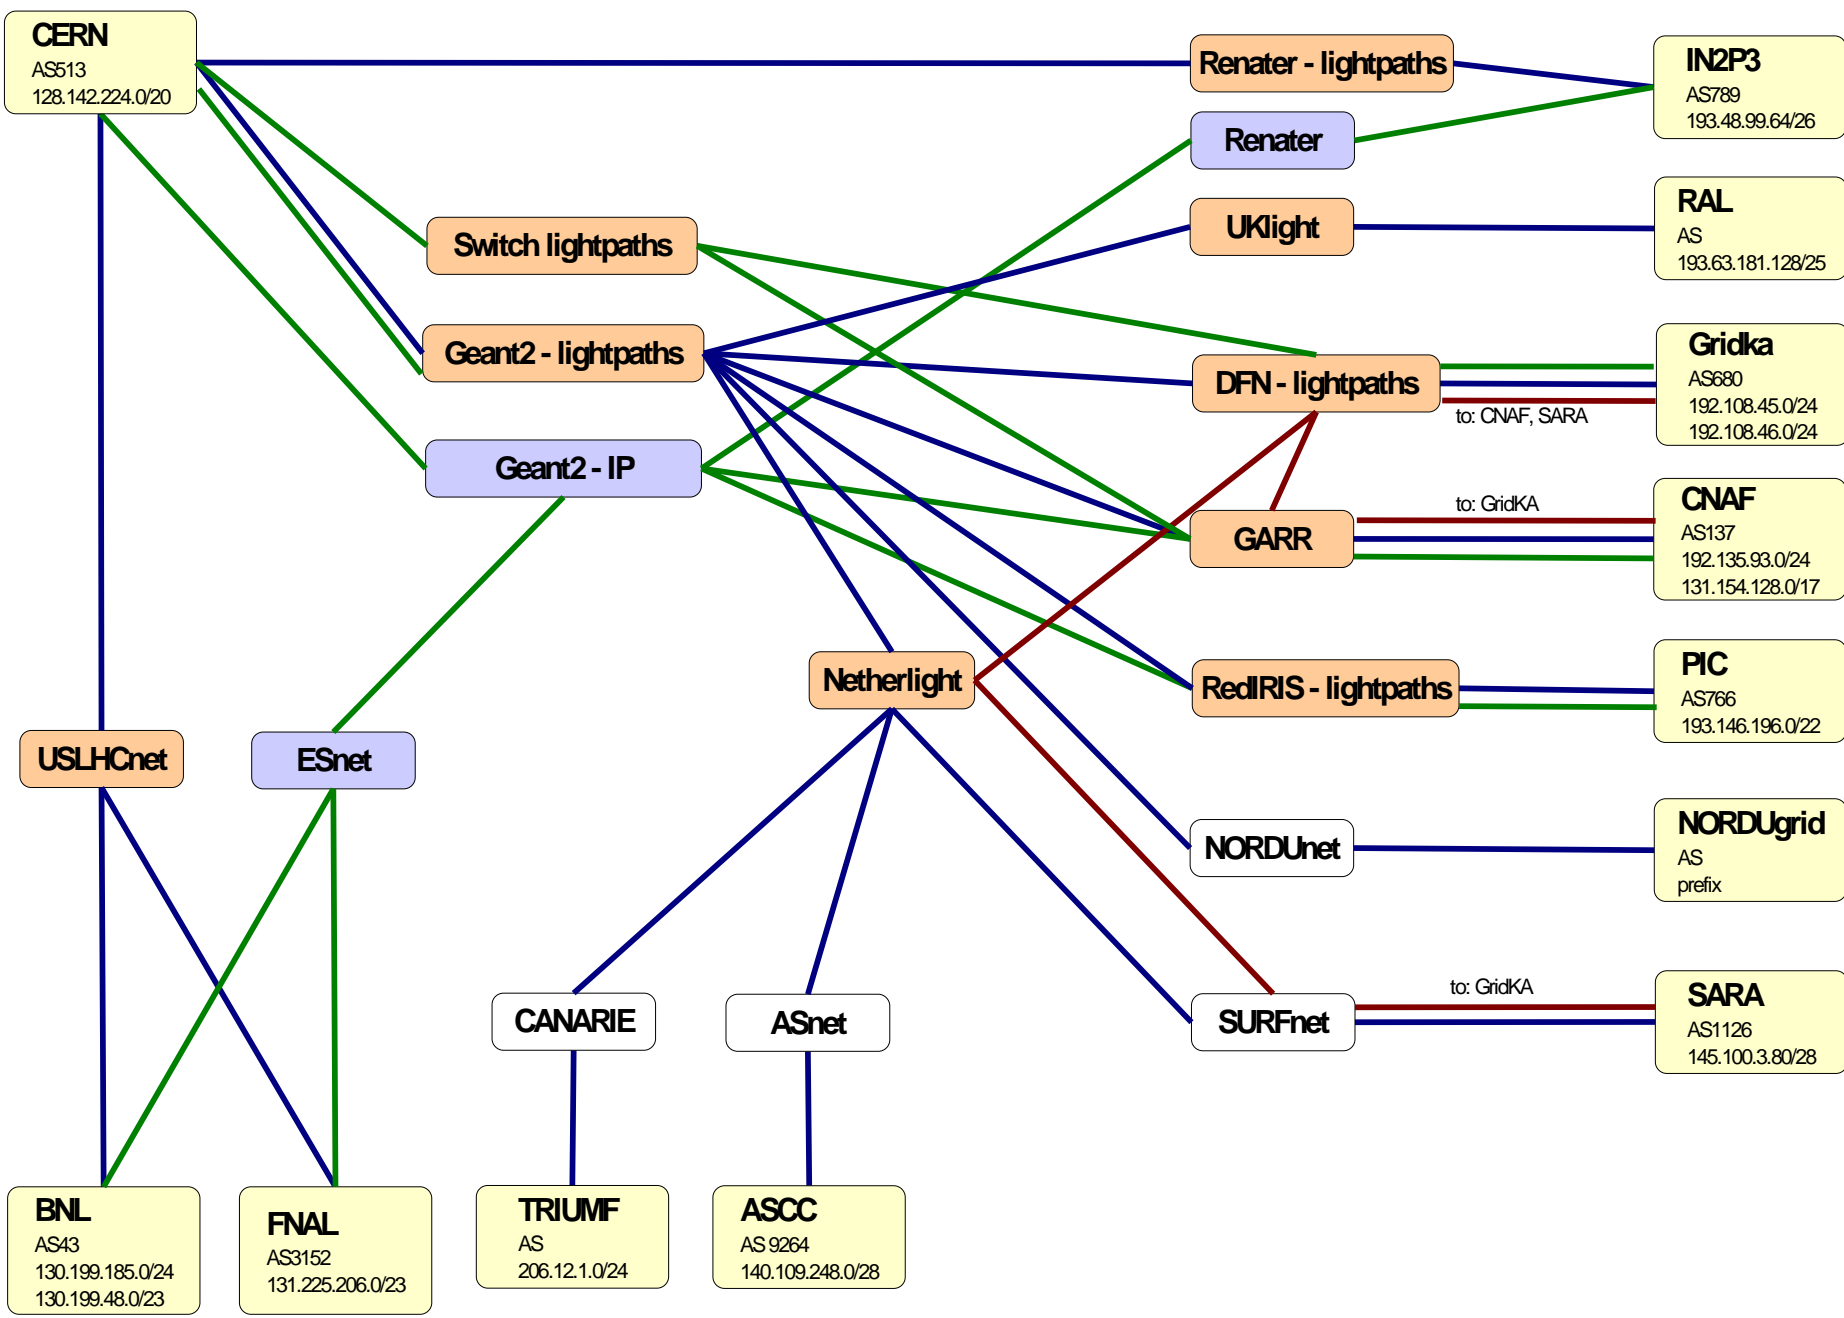 CERN
AS513
128.142.224.0/20
Renater - lightpaths
IN2P3
AS789
193.48.99.64/26
Renater
RAL
AS
193.63.181.128/25
UKlight
Switch lightpaths
Geant2 - lightpaths
DFN - lightpaths
to: CNAF, SARA
Gridka
AS680
192.108.45.0/24
192.108.46.0/24
Geant2 - IP
GARR
to: GridKA
CNAF
AS137
192.135.93.0/24
131.154.128.0/17
Netherlight
RedIRIS - lightpaths
PIC
AS766
193.146.196.0/22
USLHCnet
ESnet
NORDUnet
NORDUgrid
AS
prefix
CANARIE
ASnet
SURFnet
to: GridKA
SARA
AS1126
145.100.3.80/28
BNL
AS43
130.199.185.0/24
130.199.48.0/23
FNAL
AS3152
131.225.206.0/23
TRIUMF
AS
206.12.1.0/24
ASCC
AS 9264
140.109.248.0/28